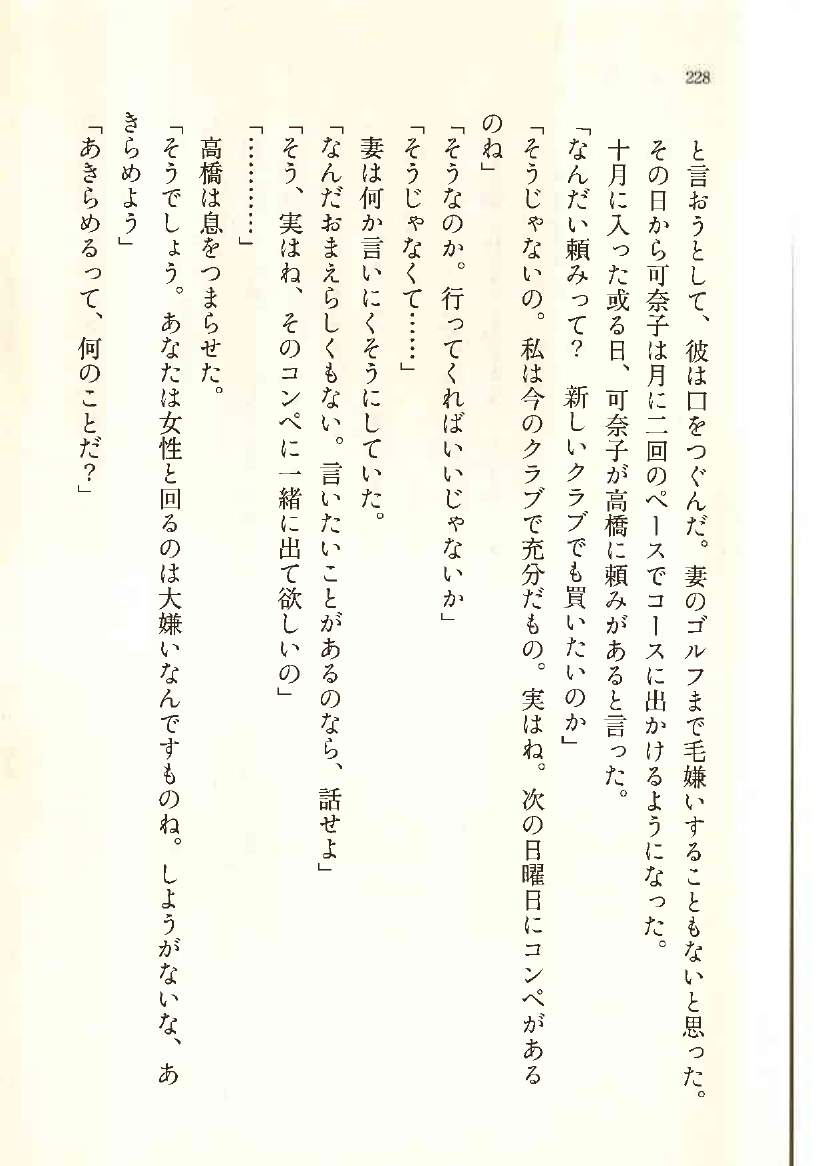 228
と言おうとして、彼は口をつぐんだ。妻のゴルフまで毛嫌いすることもないと思った。
その日から可奈子は月に二回のペースでコースに出かけるようになった。
十月に入った或る日、可奈子が高橋に頼みがあると言った。
「なんだい頼みって？　新しいクラブでも買いたいのか」
「そうじゃないの。私は今のクラブで充分だもの。実はね。次の日曜日にコンペがある
のね」
「そうなのか。行ってくればいいじゃないか」
「そうじゃなくて……」
妻は何か言いにくそうにしていた。
「なんだおまえらしくもない。言いたいことがあるのなら、話せよ」
「そう、実はね、そのコンペに一緒に出て欲しいの」
「…………」
高橋は息をつまらせた。
「そうでしょう。あなたは女性と回るのは大嫌いなんですものね。しようがないな、あ
きらめよう」
「あきらめるって、何のことだ？」